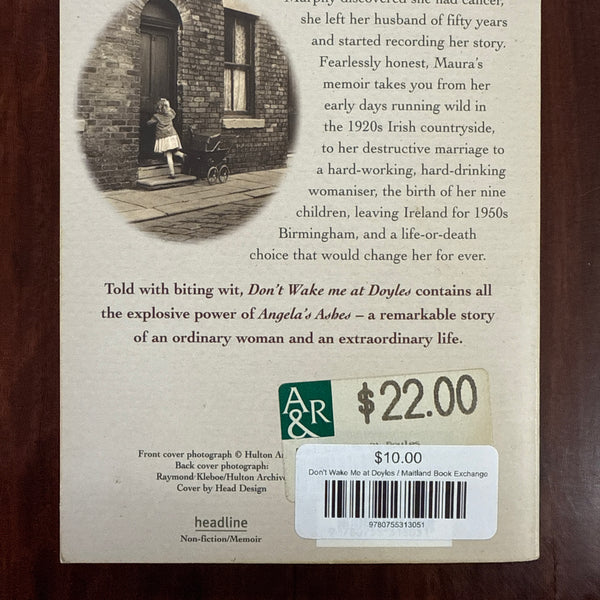 Murphy discovered she had cancer,
she left her husband of fifty years
and started recording her story.
Fearlessly honest, Maura's
memoir takes you from her
early days running wild in
the 1920s Irish countryside,
to her destructive marriage to
a hard-working, hard-drinking
womaniser, the birth of her nine
children, leaving Ireland for 1950s
Birmingham, and a life-or-death
choice that would change her for ever.
Told with biting wit, Don't Wake me at Doyles contains all
the explosive power of Angela's Ashes – a remarkable story
of an ordinary woman and an extraordinary life.
A&R
$22.00
Front cover photograph © Hulton
Back cover photograph:
Raymond Kleboe/Hulton Archive
Cover by Head Design
headline
Non-fiction/Memoir
$10.00
Don't Wake Me at Doyles / Maitland Book Exchange
9780755313051